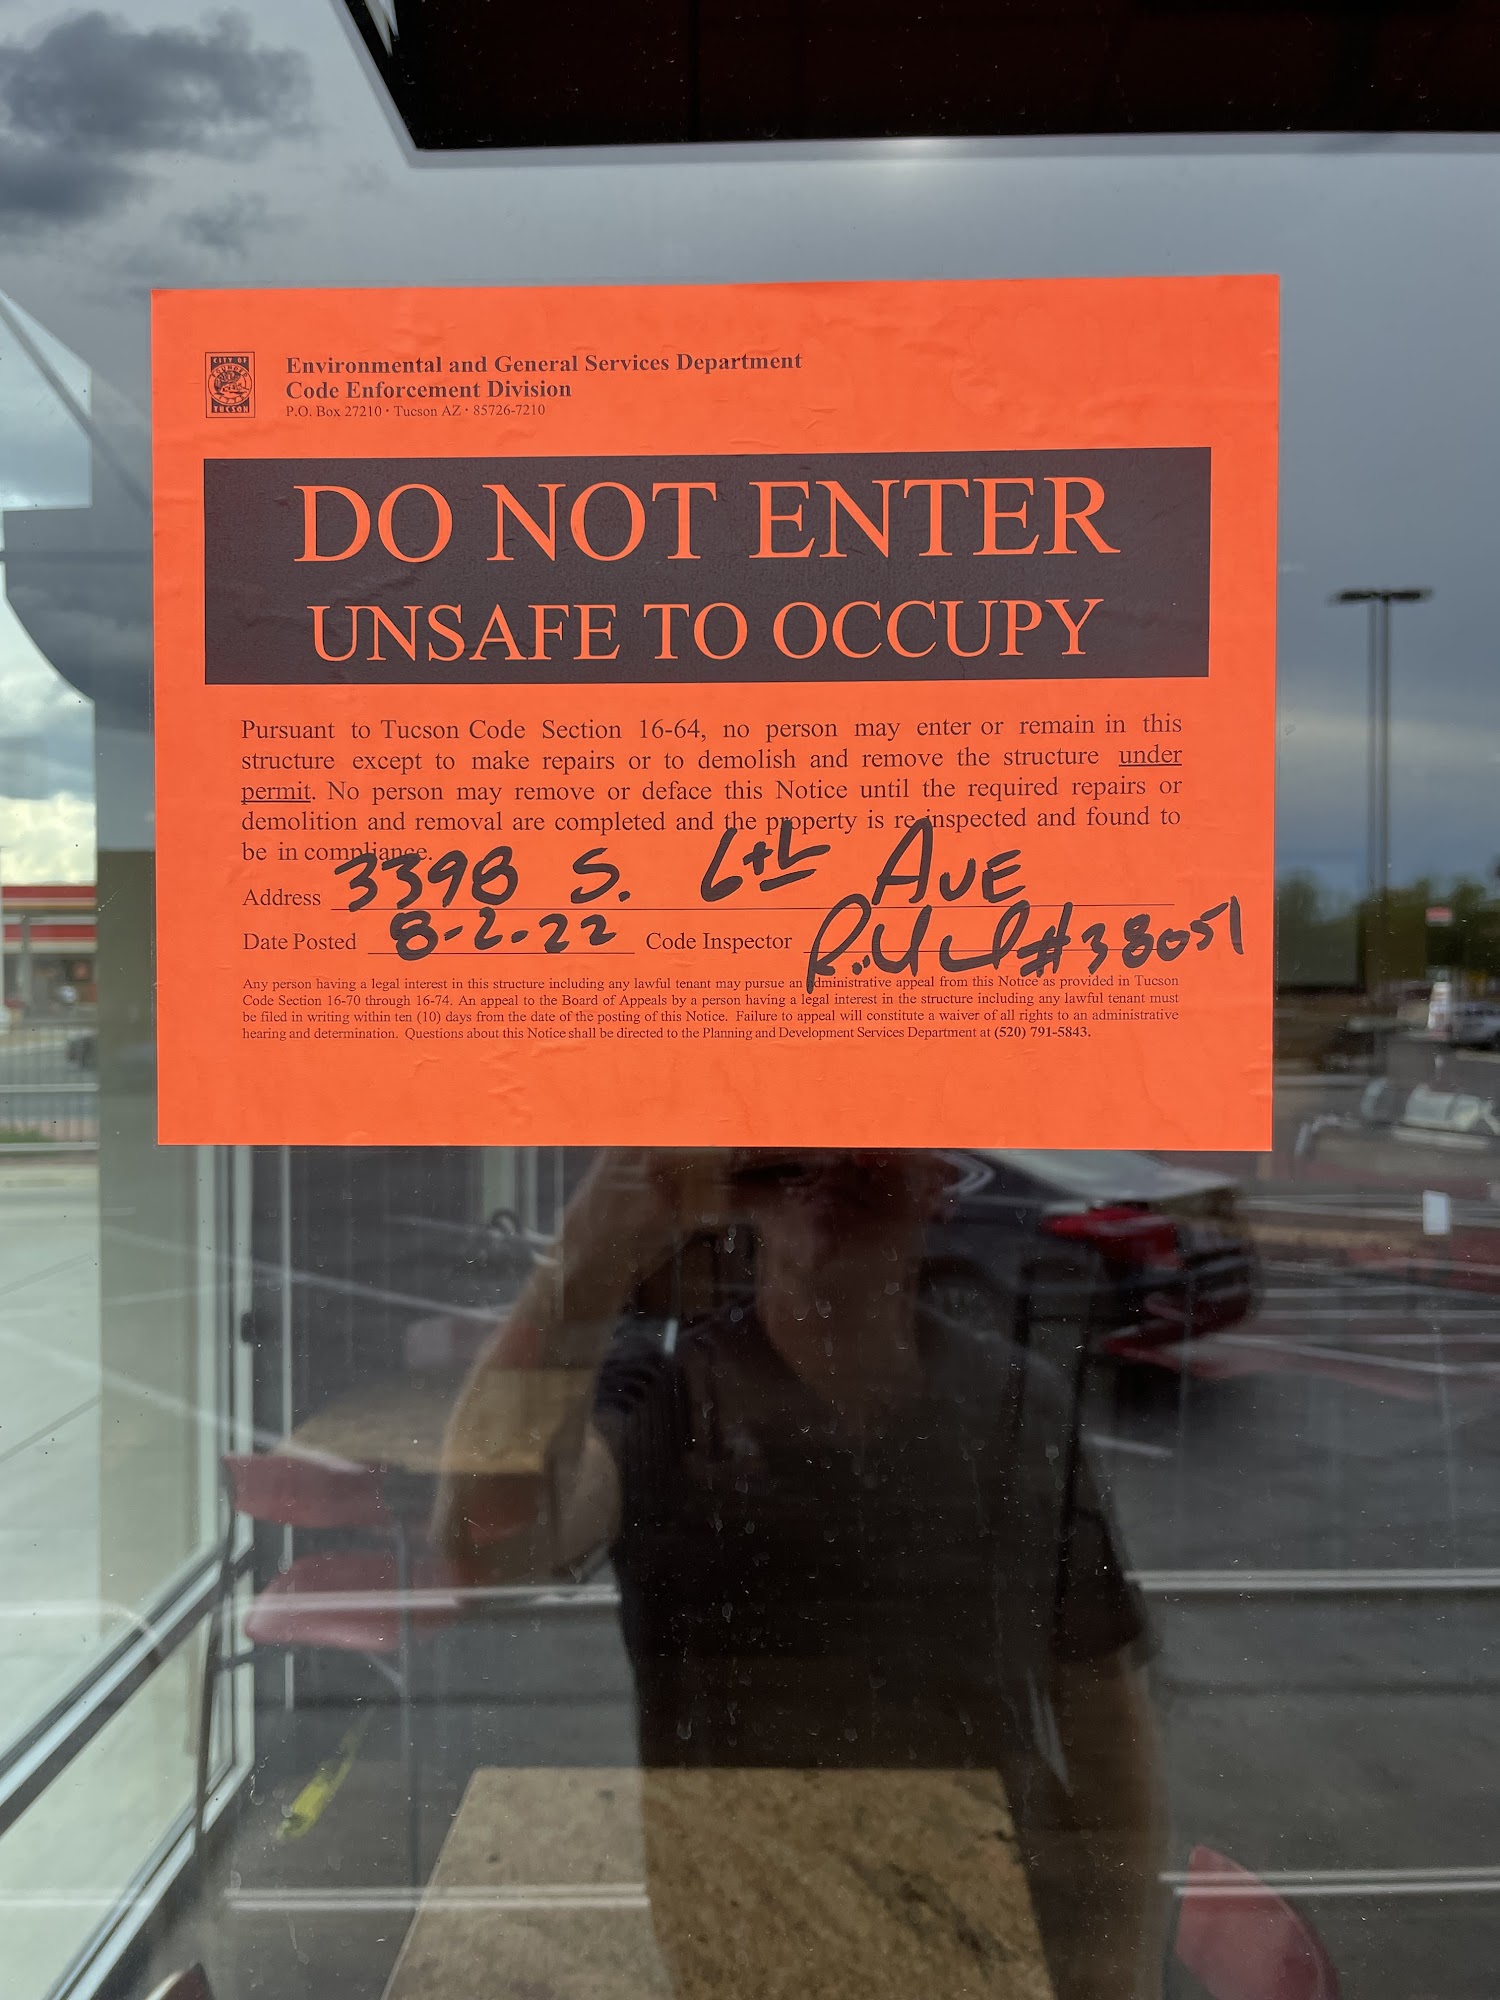 CITY OF
TUCSON
Environmental and General Services Department
Code Enforcement Division
P.O. Box 27210 · Tucson AZ · 85726-7210
DO NOT ENTER
UNSAFE TO OCCUPY
Pursuant to Tucson Code Section 16-64, no person may enter or remain in this
structure except to make repairs or to demolish and remove the structure under
permit. No person may remove or deface this Notice until the required repairs or
demolition and removal are completed and the property is re-inspected and found to
be in compliance.
Address 3398 S. 6th AVE
Date Posted 8-2-22 Code Inspector #38051
Any person having a legal interest in this structure including any lawful tenant may pursue an administrative appeal from this Notice as provided in Tucson
Code Section 16-70 through 16-74. An appeal to the Board of Appeals by a person having a legal interest in the structure including any lawful tenant must
be filed in writing within ten (10) days from the date of the posting of this Notice. Failure to appeal will constitute a waiver of all rights to an administrative
hearing and determination. Questions about this Notice shall be directed to the Planning and Development Services Department at (520) 791-5843.